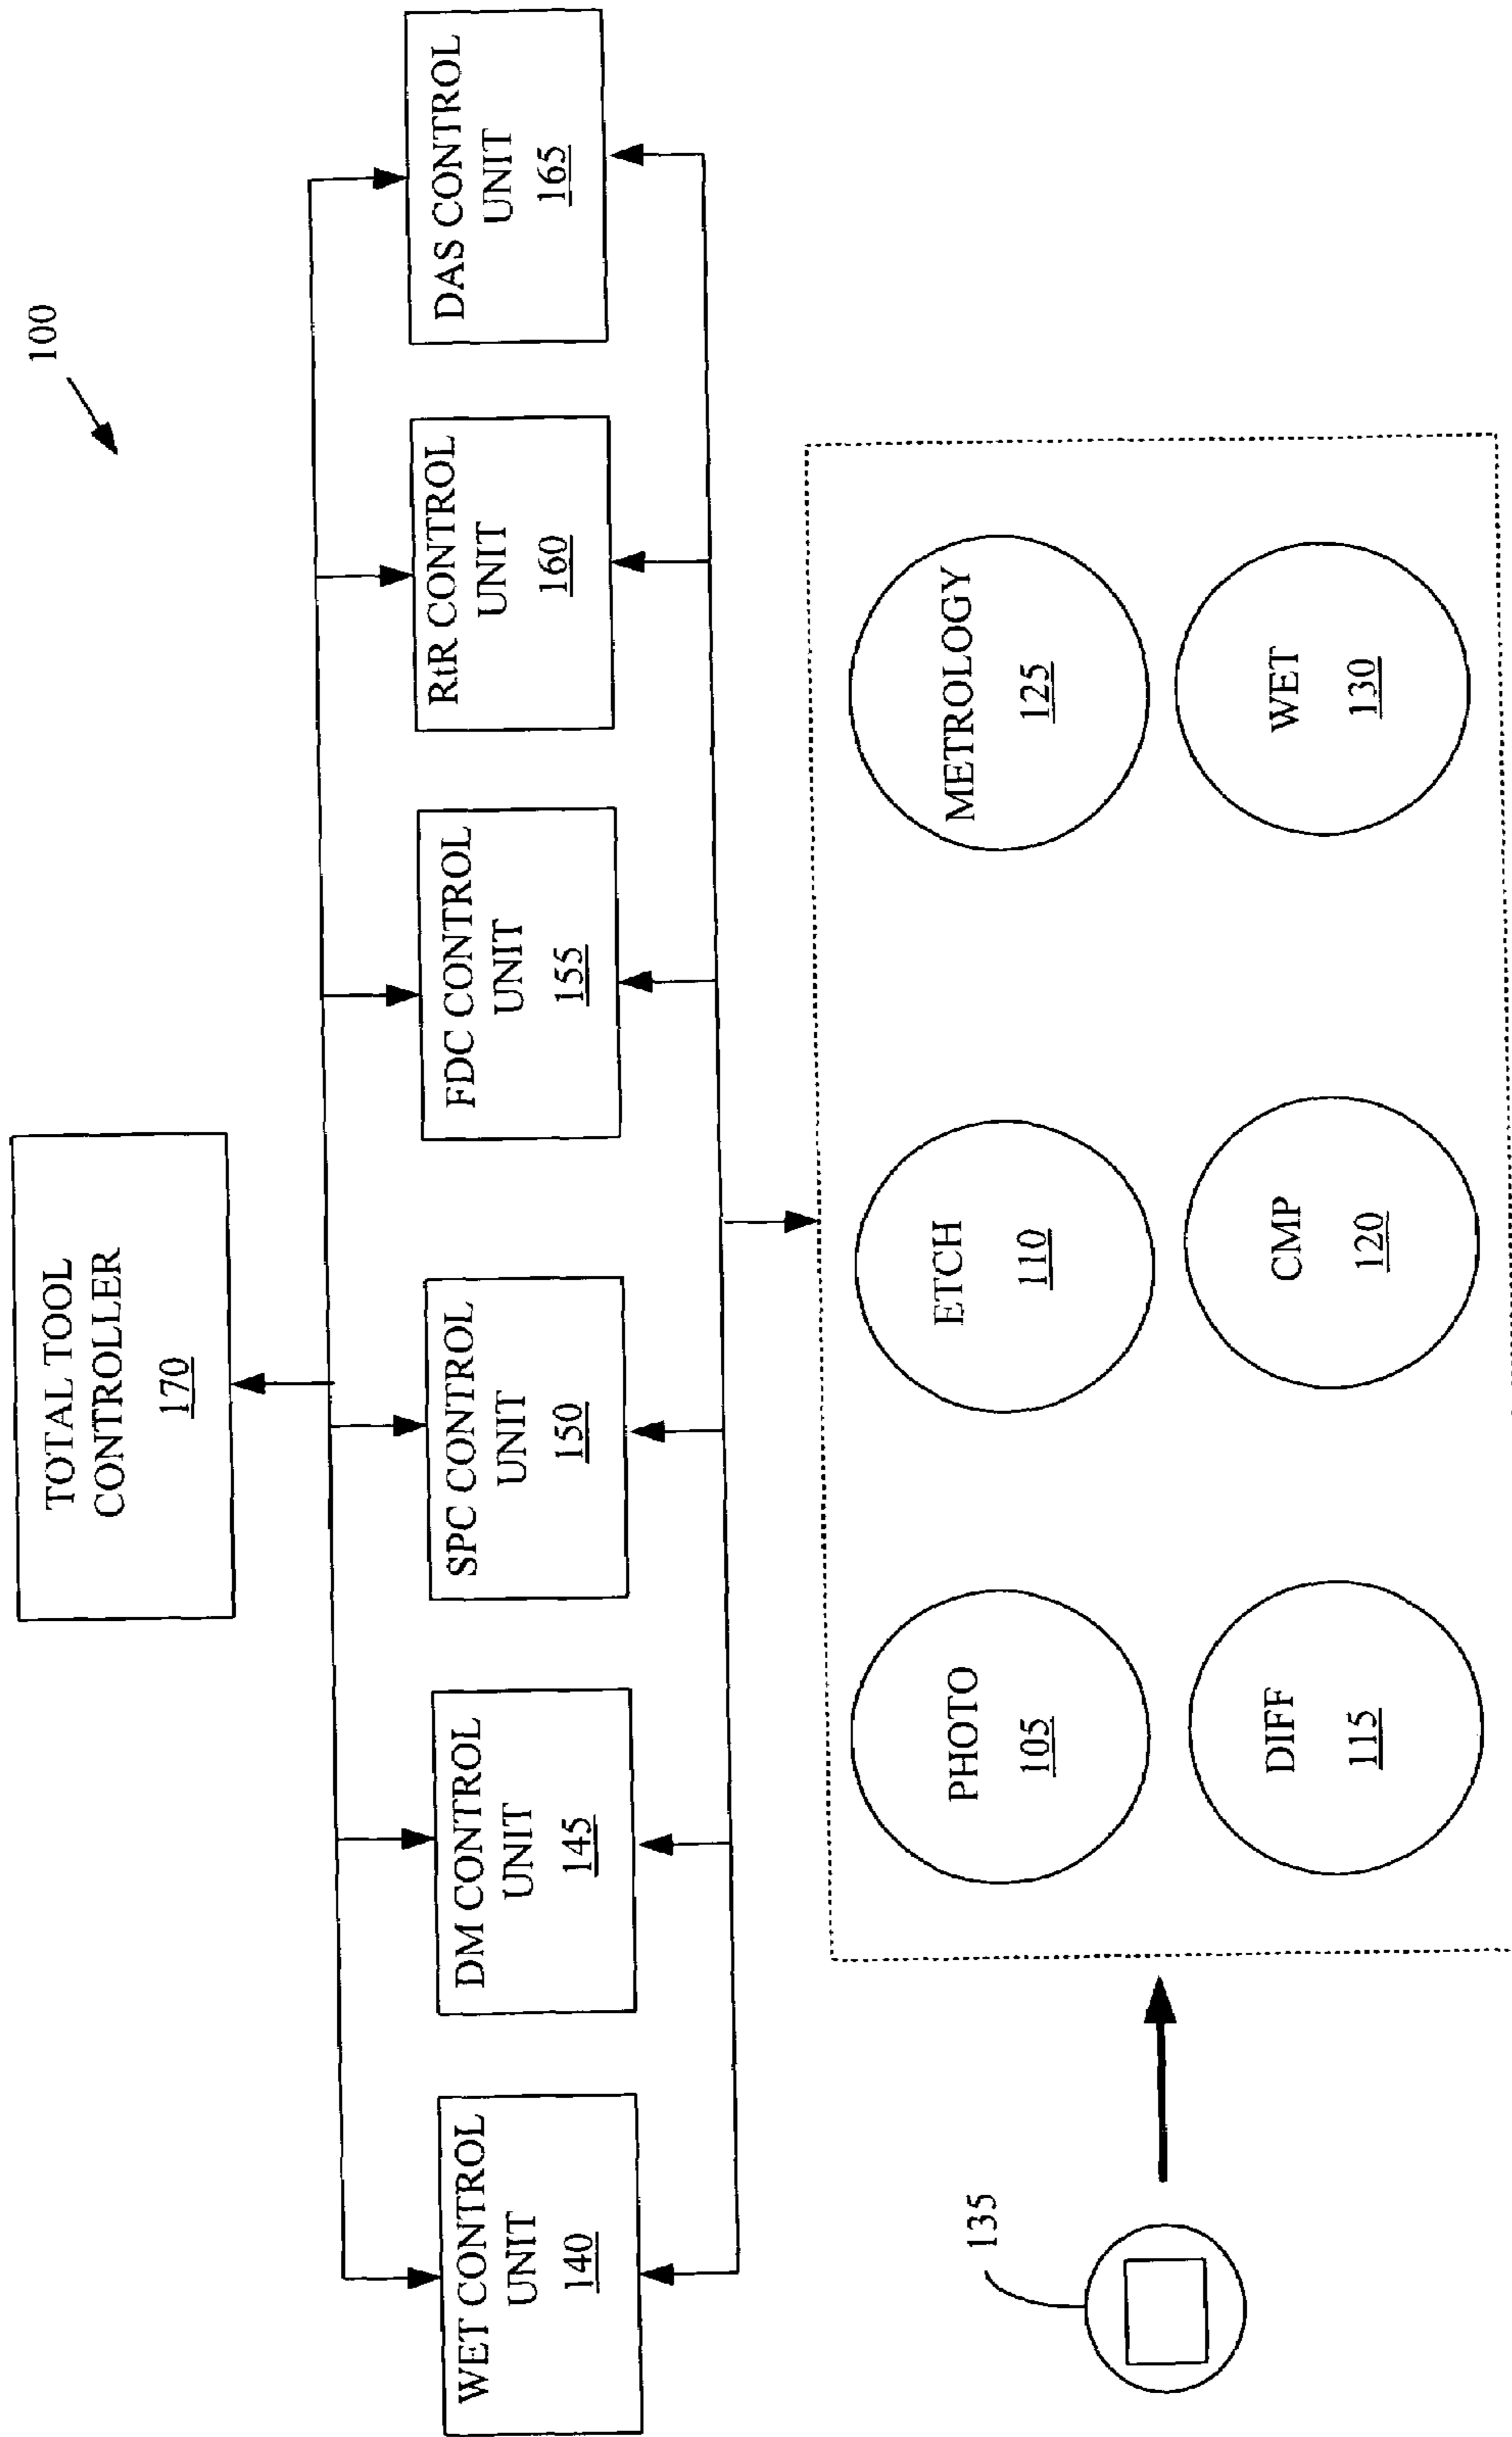 100
TOTAL TOOL
CONTROLLER
170
WET CONTROL
UNIT
140
DM CONTROL
UNIT
145
SPC CONTROL
UNIT
150
FDC CONTROL
UNIT
155
RtR CONTROL
UNIT
160
DAS CONTROL
UNIT
165
135
PHOTO
105
ETCH
110
METROLOGY
125
DIFF
115
CMP
120
WET
130